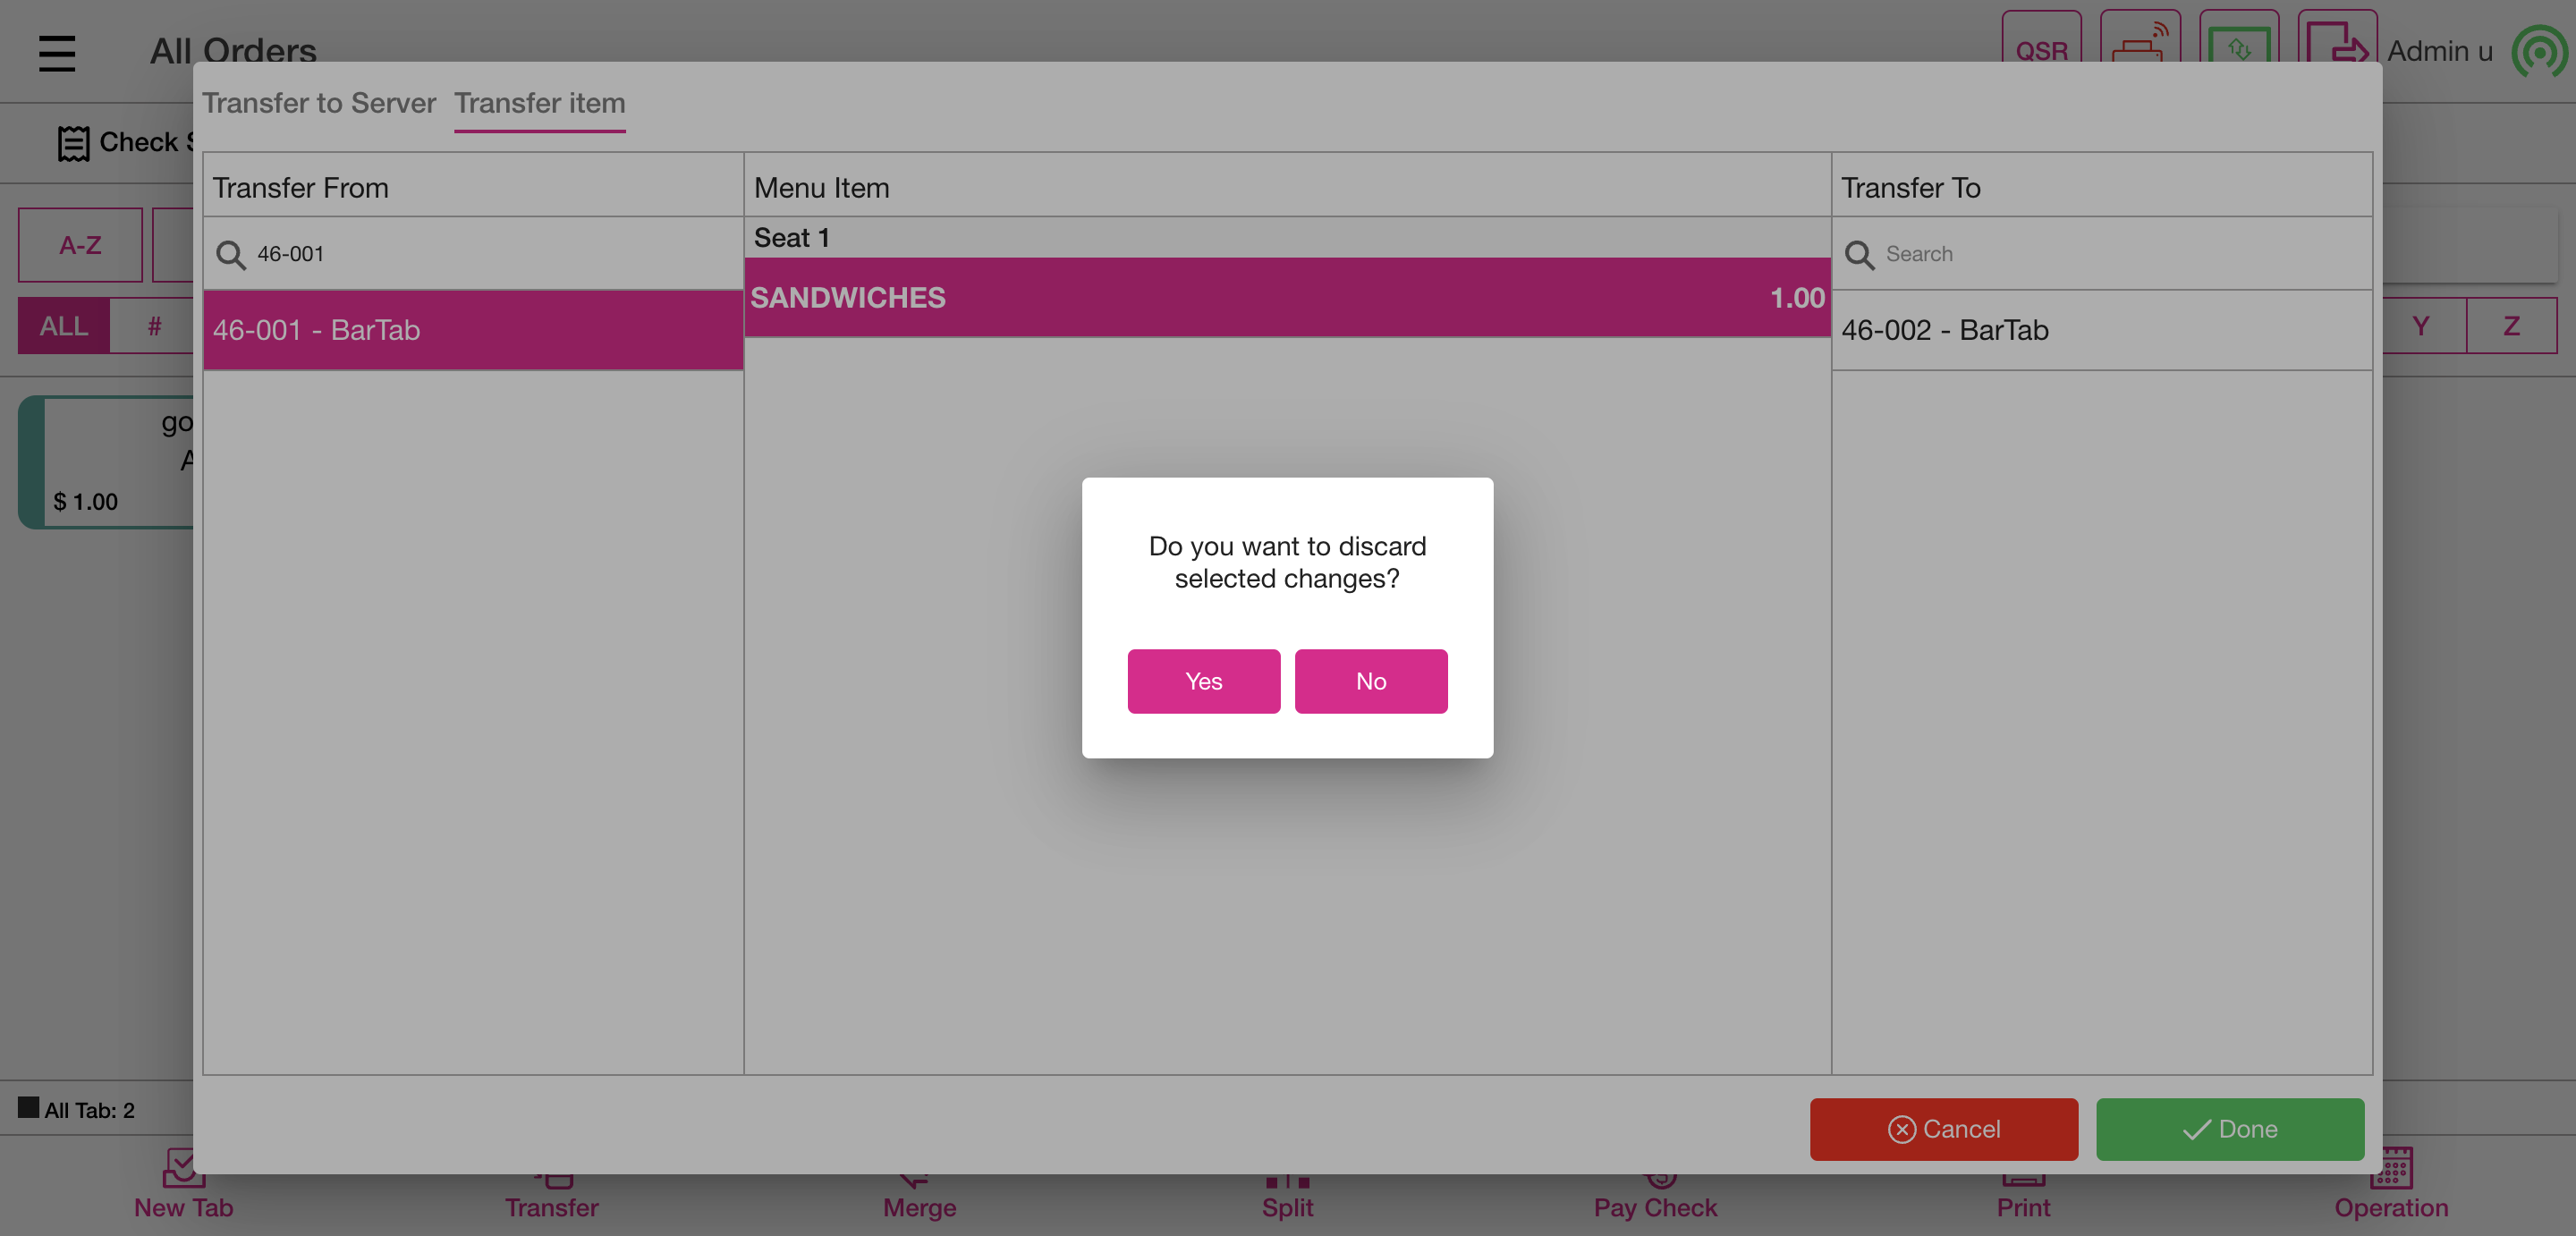 All Orders
QSR
Admin u
Transfer to Server
Transfer item
Check
A-Z
ALL
#
Y
Z
Transfer From
Menu Item
Transfer To
46-001
Seat 1
Search
SANDWICHES
1.00
46-001 - BarTab
46-002 - BarTab
go
A
$ 1.00
Do you want to discard
selected changes?
Yes
No
All Tab: 2
Cancel
Done
New Tab
Transfer
Merge
Split
Pay Check
Print
Operation